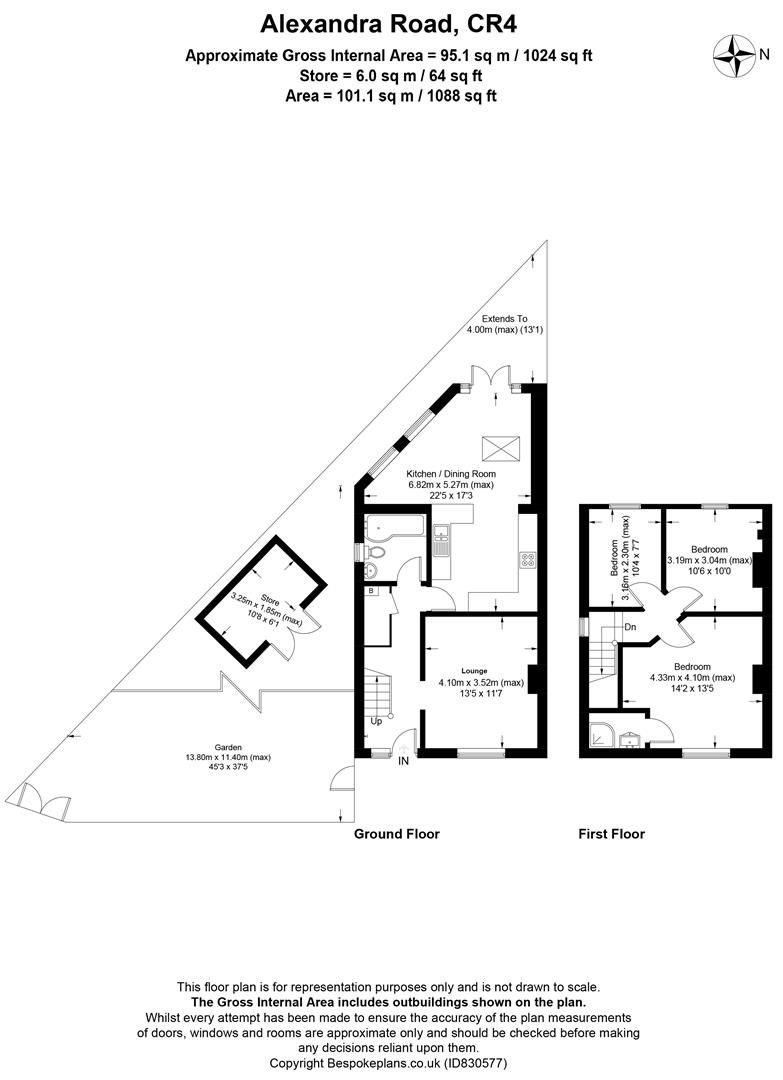 Alexandra Road, CR4
Approximate Gross Internal Area = 95.1 sq m / 1024 sq ft
Store = 6.0 sq m / 64 sq ft
Area = 101.1 sq m / 1088 sq ft
N
Extends To
4.00m (max) (13'1)
Kitchen / Dining Room
6.82m x 5.27m (max)
22'5 x 17'3
Store
3.25m x 1.85m (max)
10'8 x 6'1
B
Lounge
4.10m x 3.52m (max)
13'5 x 11'7
Up
IN
Garden
13.80m x 11.40m (max)
45'3 x 37'5
Ground Floor
Bedroom
3.16m x 2.30m (max)
10'4 x 7'7
Bedroom
3.19m x 3.04m (max)
10'6 x 10'0
Dn
Bedroom
4.33m x 4.10m (max)
14'2 x 13'5
First Floor
This floor plan is for representation purposes only and is not drawn to scale.
The Gross Internal Area includes outbuildings shown on the plan.
Whilst every attempt has been made to ensure the accuracy of the plan measurements
of doors, windows and rooms are approximate only and should be checked before making
any decisions reliant upon them.
Copyright Bespokeplans.co.uk (ID830577)